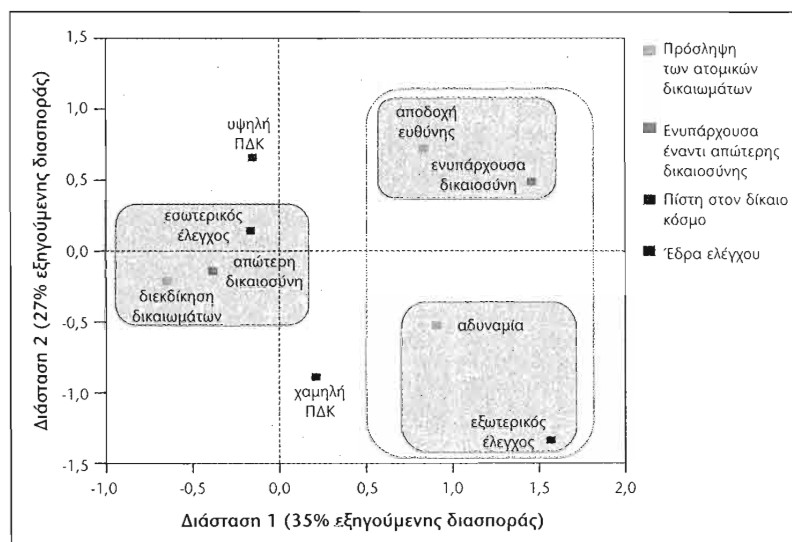 1,5
1,0
0,5
0,0
-0,5
-1,0
-1,5
-1,0
-0,5
0,0
0,5
1,0
1,5
2,0
Διάσταση 2 (27% εξηγούμενης διασποράς)
Διάσταση 1 (35% εξηγούμενης διασποράς)
υψηλή
ΠΔΚ
εσωτερικός
έλεγχος
απώτερη
δικαιοσύνη
διεκδίκηση
δικαιωμάτων
χαμηλή
ΠΔΚ
αποδοχή
ευθύνης
ενυπάρχουσα
δικαιοσύνη
αδυναμία
εξωτερικός
έλεγχος
Πρόσληψη
των ατομικών
δικαιωμάτων
Ενυπάρχουσα
έναντι απώτερης
δικαιοσύνης
Πίστη στον δίκαιο
κόσμο
Έδρα ελέγχου